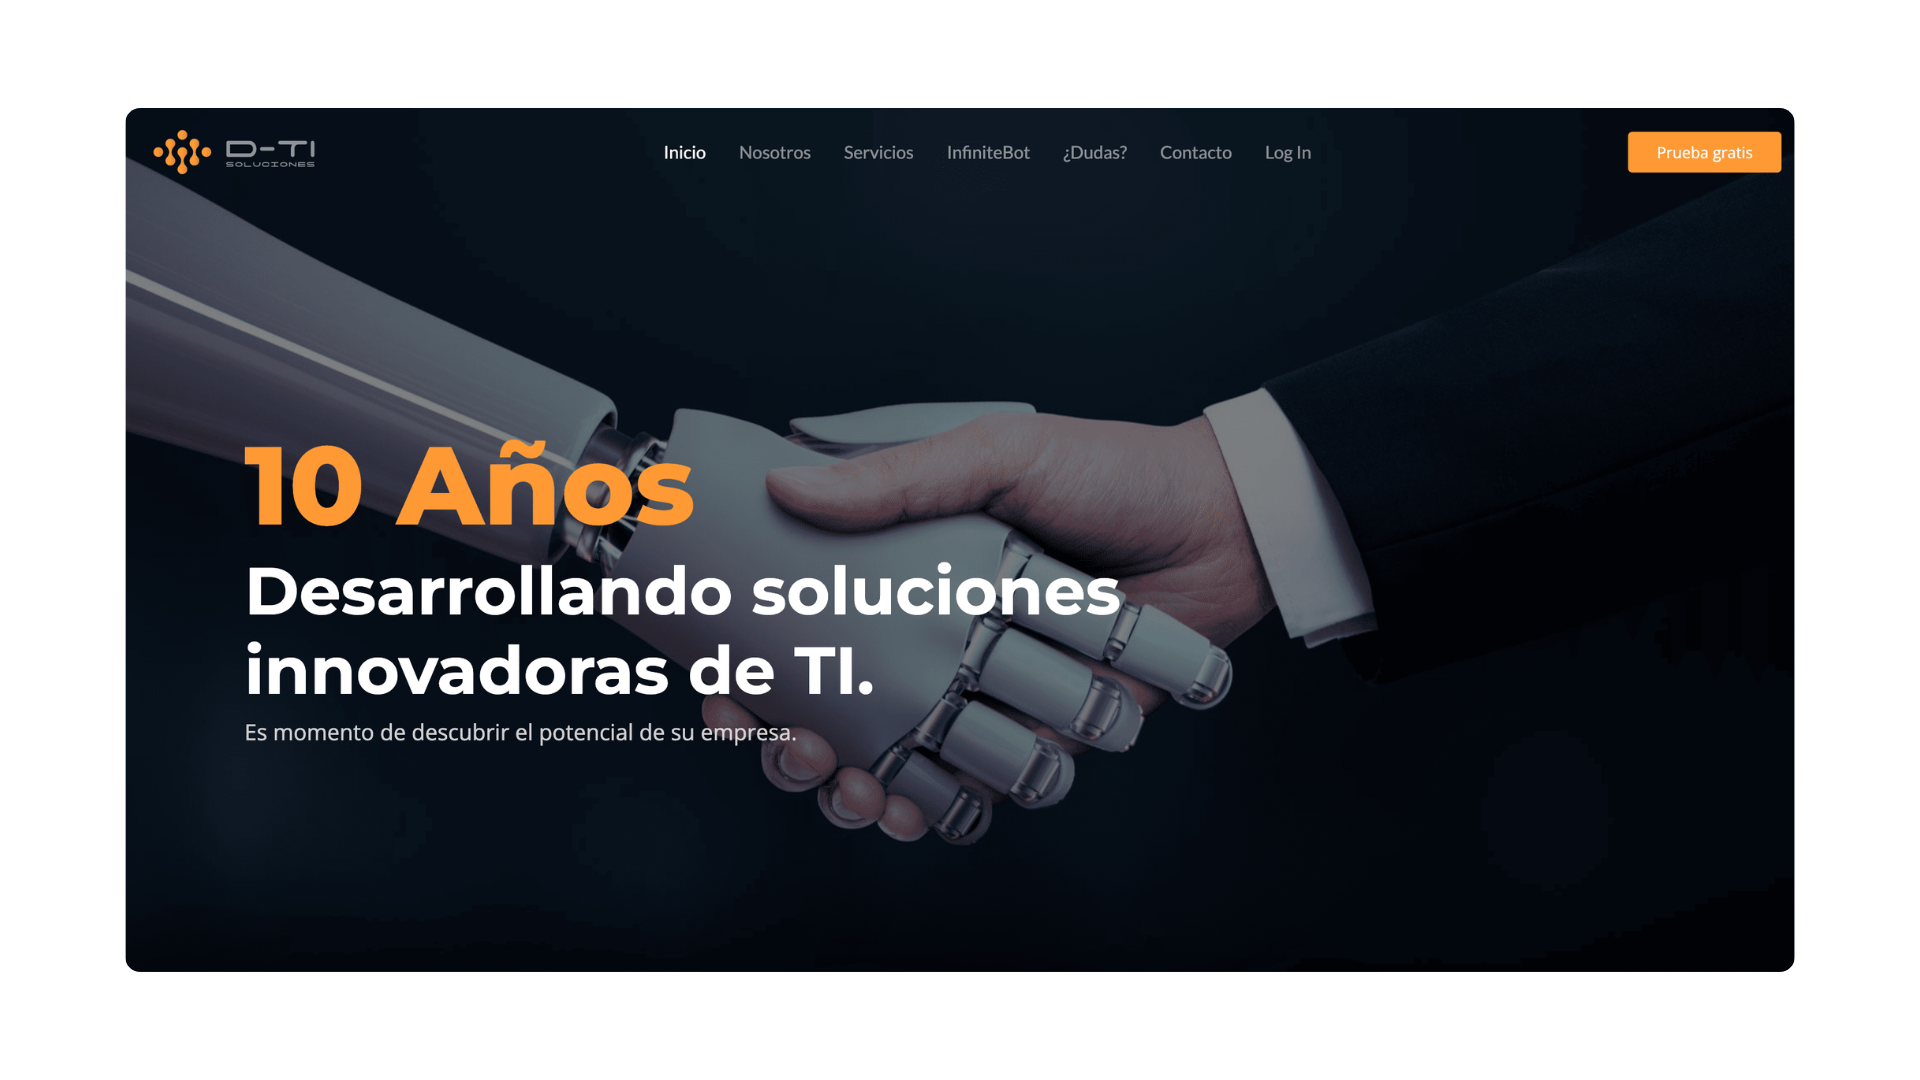 D-TI
SOLUCIONES
Inicio Nosotros Servicios InfiniteBot ¿Dudas? Contacto Log In
Prueba gratis
10 Años
Desarrollando soluciones
innovadoras de TI.
Es momento de descubrir el potencial de su empresa.